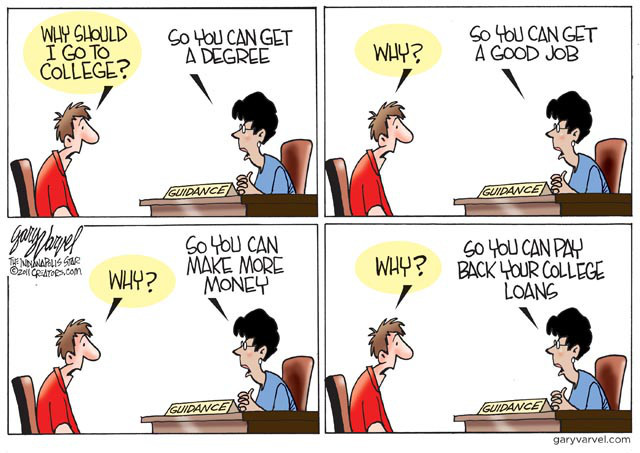 WHY SHOULD
I GO TO
COLLEGE?
SO YOU CAN GET
A DEGREE
GUIDANCE
WHY?
SO YOU CAN GET
A GOOD JOB
GUIDANCE
Gary Varvel
THE INDIANAPOLIS STAR
©2011 CREATORS.COM
WHY?
SO YOU CAN
MAKE MORE
MONEY
GUIDANCE
WHY?
SO YOU CAN PAY
BACK YOUR COLLEGE
LOANS
GUIDANCE
garyvarvel.com